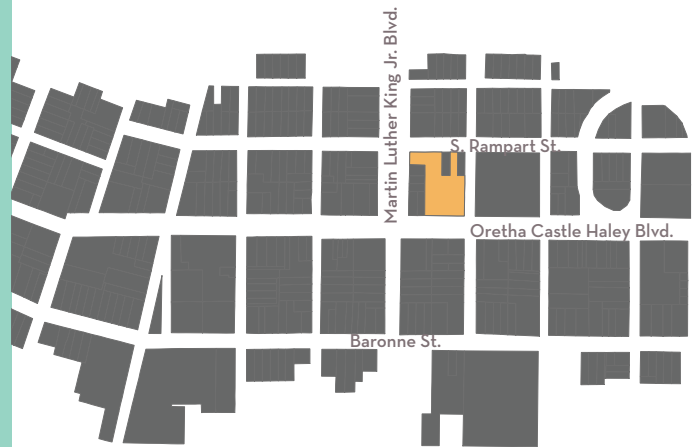 Martin Luther King Jr. Blvd.
S. Rampart St.
Oretha Castle Haley Blvd.
Baronne St.